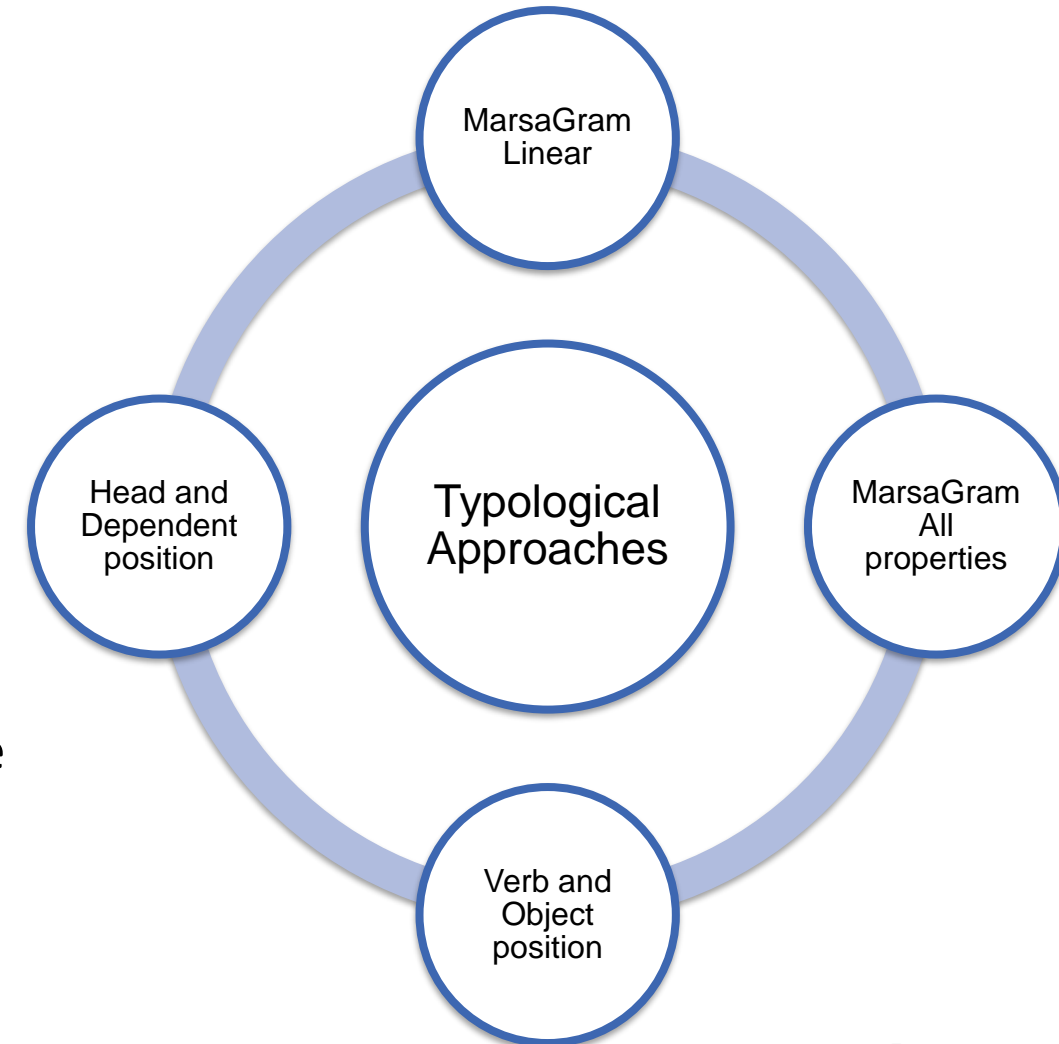 MarsaGram
Linear
Head and
Dependent
position
Typological
Approaches
MarsaGram
All
properties
e
Verb and
Object
position